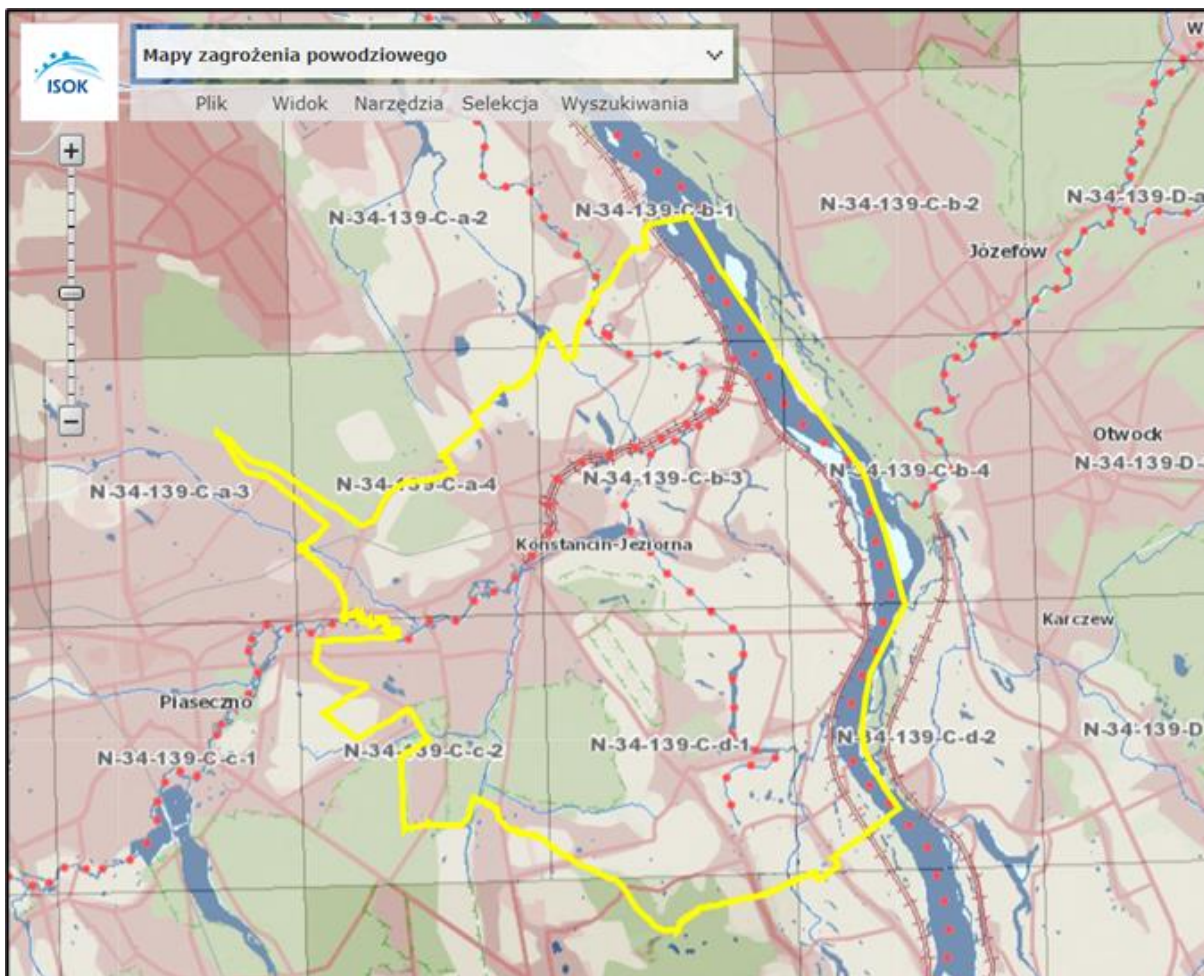 ISOK
Mapy zagrożenia powodziowego
Plik Widok Narzędzia Selekcja Wyszukiwania
W
N-34-139-C-a-2
N-34-139-C-b-1
N-34-139-C-b-2
N-34-139-D-a
Józefów
Otwock
N-34-139-C-a-3
N-34-139-C-a-4
N-34-139-C-b-3
N-34-139-C-b-4
N-34-139-D-
Konstancin-Jeziorna
Karczew
Piaseczno
N-34-139-C-c-1
N-34-139-C-c-2
N-34-139-C-d-1
N-34-139-C-d-2
N-34-139-D